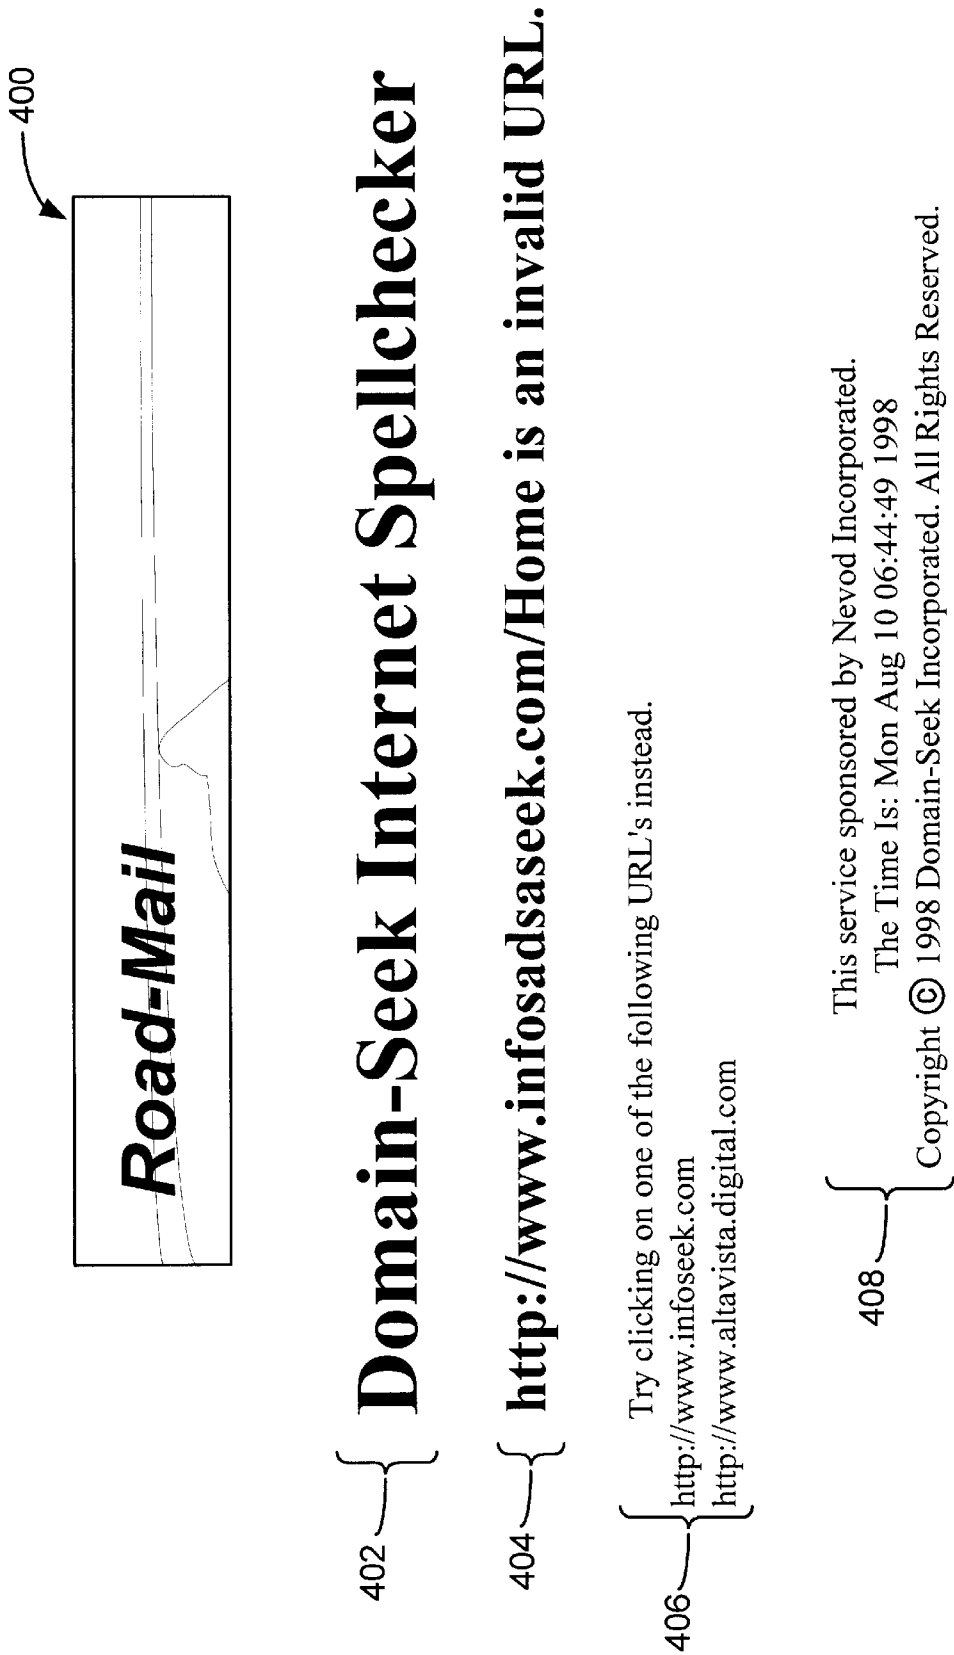 400
Road-Mail
402
Domain-Seek Internet Spellchecker
404
http://www.infosadsaseek.com/Home is an invalid URL.
406
Try clicking on one of the following URL's instead.
http://www.infoseek.com
http://www.altavista.digital.com
408
This service sponsored by Nevod Incorporated.
The Time Is: Mon Aug 10 06:44:49 1998
Copyright © 1998 Domain-Seek Incorporated. All Rights Reserved.